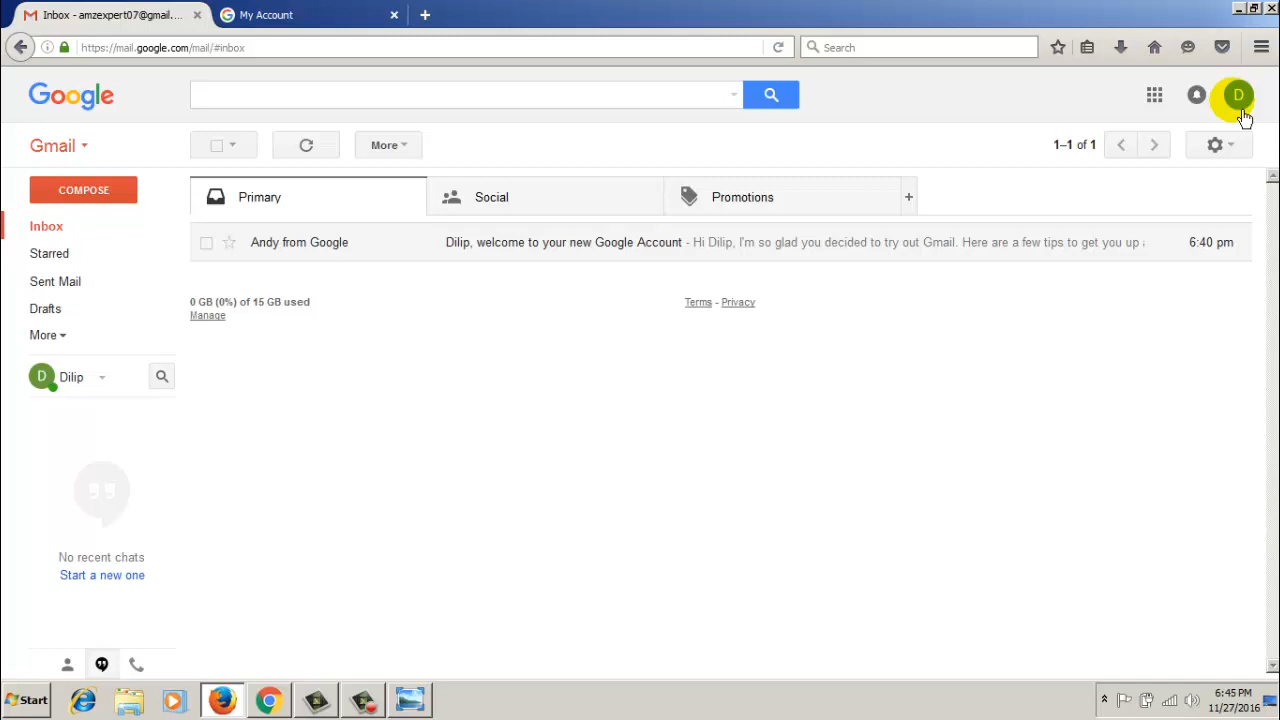 Inbox - amzexpert07@gmail....
My Account
https://mail.google.com/mail/#inbox
Search
Google
D
Gmail
More
1–1 of 1
COMPOSE
Primary
Social
Promotions
+
Inbox
Andy from Google
Dilip, welcome to your new Google Account - Hi Dilip, I'm so glad you decided to try out Gmail. Here are a few tips to get you up a
6:40 pm
Starred
Sent Mail
Drafts
More
0 GB (0%) of 15 GB used
Manage
Terms - Privacy
D
Dilip
No recent chats
Start a new one
Start
6:45 PM
11/27/2016